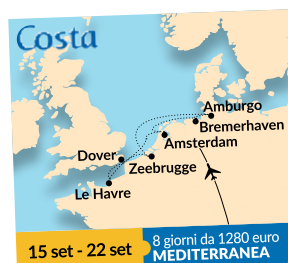 Costa
Amburgo
Bremerhaven
Amsterdam
Dover
Zeebrugge
Le Havre
15 set - 22 set
8 giorni da 1280 euro
MEDITERRANEA